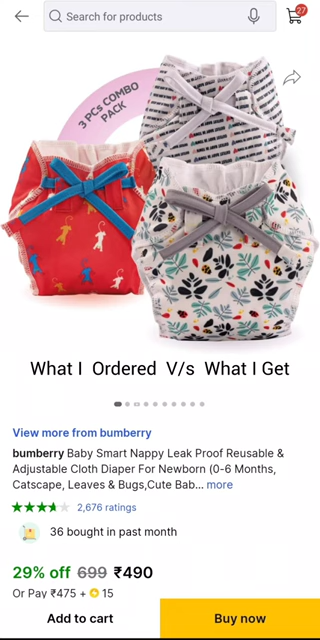 Search for products
27
3 PCs COMBO
PACK
What I Ordered V/s What I Get
View more from bumberry
bumberry Baby Smart Nappy Leak Proof Reusable &
Adjustable Cloth Diaper For Newborn (0-6 Months,
Catscape, Leaves & Bugs,Cute Bab... more
2,676 ratings
36 bought in past month
29% off 699 ₹490
Or Pay ₹475 + 15
Add to cart
Buy now